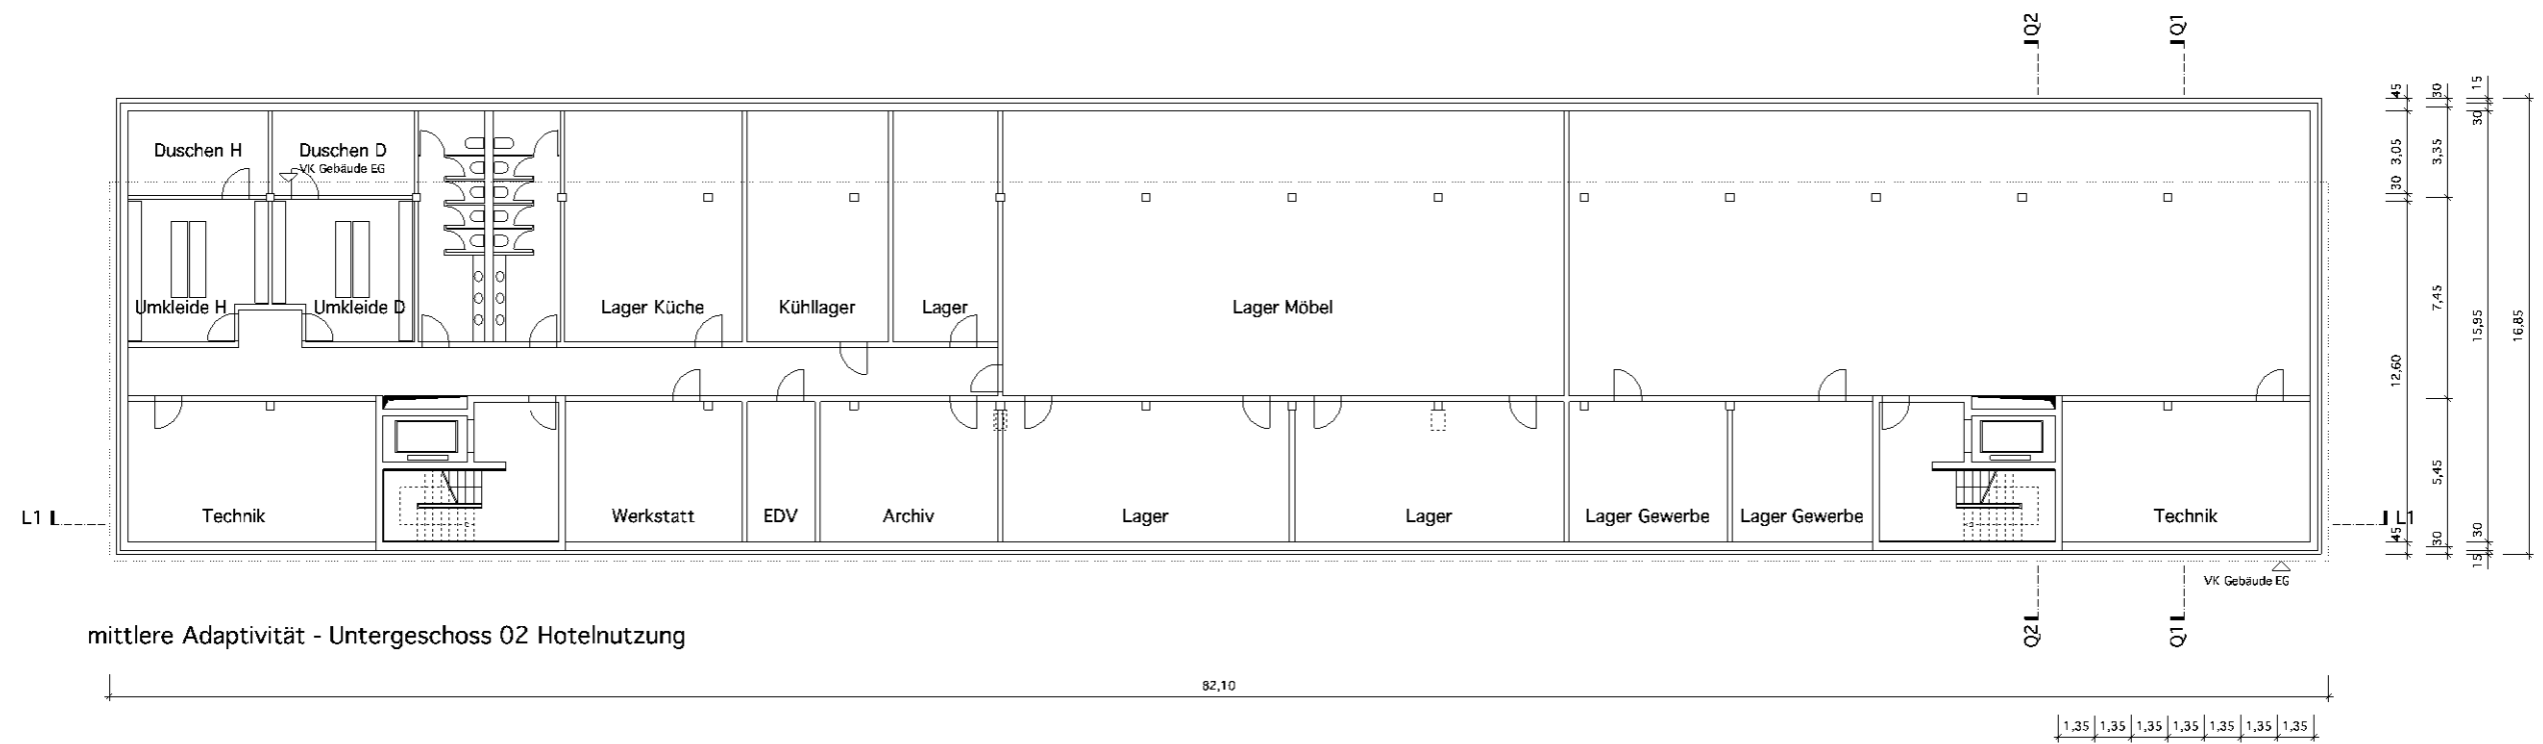 Q2
Q1
Duschen H
Duschen D
VK Gebäude EG
Umkleide H
Umkleide D
Lager Küche
Kühllager
Lager
Lager Möbel
Technik
Werkstatt
EDV
Archiv
Lager
Lager
Lager Gewerbe
Lager Gewerbe
Technik
L1
L1
VK Gebäude EG
Q2
Q1
45
3,05
30
12,60
45
30
3,35
7,45
5,45
30
15
30
15,95
30
15
16,85
mittlere Adaptivität - Untergeschoss 02 Hotelnutzung
82,10
1,35 1,35 1,35 1,35 1,35 1,35 1,35